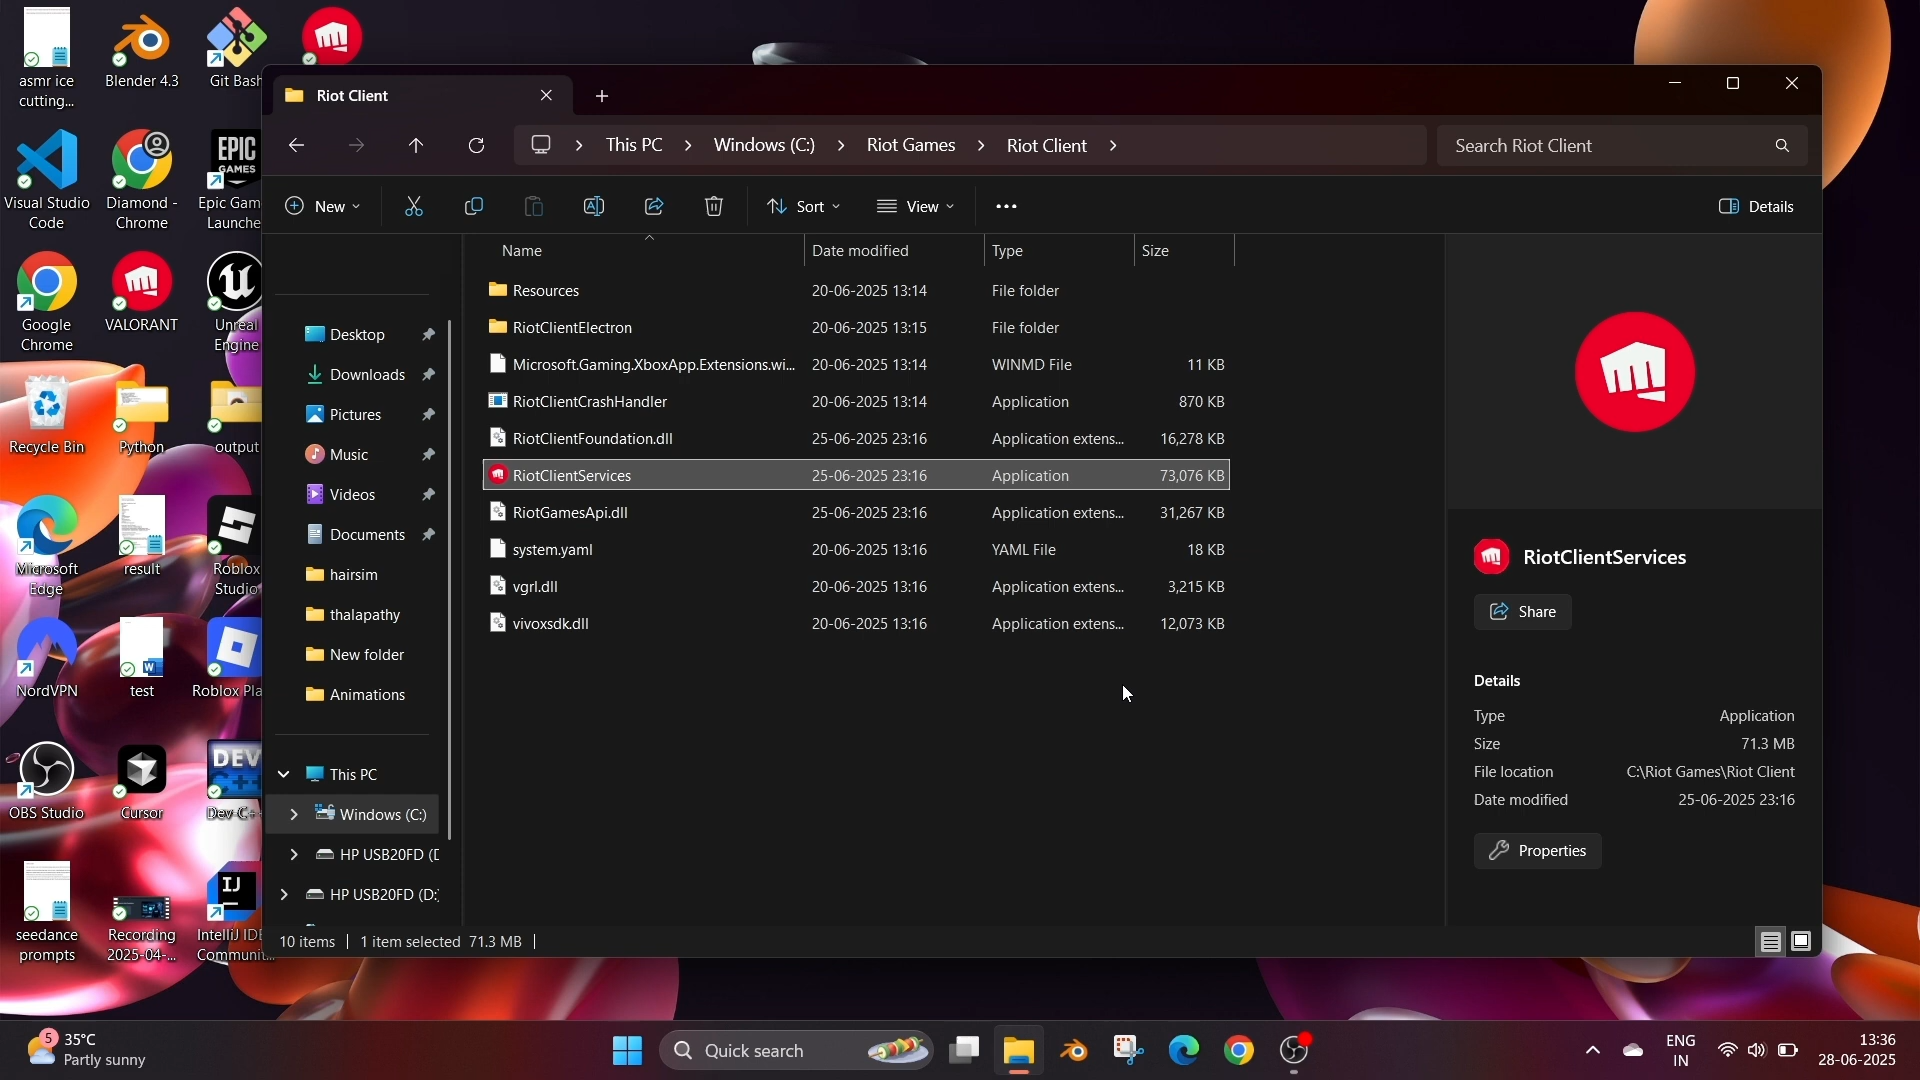 asmr ice
cutting...
Blender 4.3
Git Bash
Visual Studio
Code
Diamond -
Chrome
EPIC
GAMES
Epic Gam
Launche
Google
Chrome
VALORANT
Unreal
Engine
Recycle Bin
Python
output
Microsoft
Edge
result
Roblox
Studio
NordVPN
test
Roblox Pla
OBS Studio
Cursor
DEV
Dev-C++
seedance
prompts
Recording
2025-04-...
IJ
IntelliJ IDE
Communit...
Riot Client
This PC
Windows (C:)
Riot Games
Riot Client
Search Riot Client
New
Sort
View
Details
Desktop
Downloads
Pictures
Music
Videos
Documents
hairsim
thalapathy
New folder
Animations
This PC
Windows (C:)
HP USB20FD (D
HP USB20FD (D:)
Name Date modified Type Size
Resources 20-06-2025 13:14 File folder
RiotClientElectron 20-06-2025 13:15 File folder
Microsoft.Gaming.XboxApp.Extensions.wi... 20-06-2025 13:14 WINMD File 11 KB
RiotClientCrashHandler 20-06-2025 13:14 Application 870 KB
RiotClientFoundation.dll 25-06-2025 23:16 Application extens... 16,278 KB
RiotClientServices 25-06-2025 23:16 Application 73,076 KB
RiotGamesApi.dll 25-06-2025 23:16 Application extens... 31,267 KB
system.yaml 20-06-2025 13:16 YAML File 18 KB
vgrl.dll 20-06-2025 13:16 Application extens... 3,215 KB
vivoxsdk.dll 20-06-2025 13:16 Application extens... 12,073 KB
RiotClientServices
Share
Details
Type Application
Size 71.3 MB
File location C:\Riot Games\Riot Client
Date modified 25-06-2025 23:16
Properties
10 items 1 item selected 71.3 MB
5
35°C
Partly sunny
Quick search
ENG
IN
13:36
28-06-2025